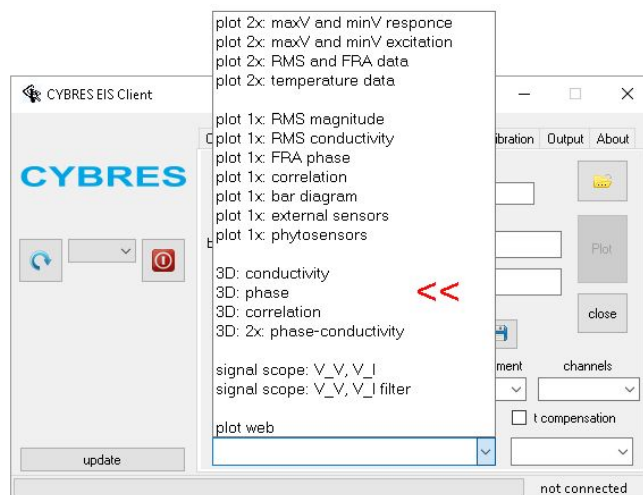 plot 2x: maxV and minV responce
plot 2x: maxV and minV excitation
plot 2x: RMS and FRA data
plot 2x: temperature data
CYBRES EIS Client
plot 1x: RMS magnitude
plot 1x: RMS conductivity
ibration Output About
plot 1x: FRA phase
plot 1x: correlation
CYBRES
plot 1x: bar diagram
plot 1x: external sensors
plot 1x: phytosensors
Plot
3D: conductivity
3D: phase
<<
3D: correlation
close
3D: 2x: phase-conductivity
signal scope: V_V, V_I
ment channels
signal scope: V_V, V_I filter
t compensation
plot web
update
not connected